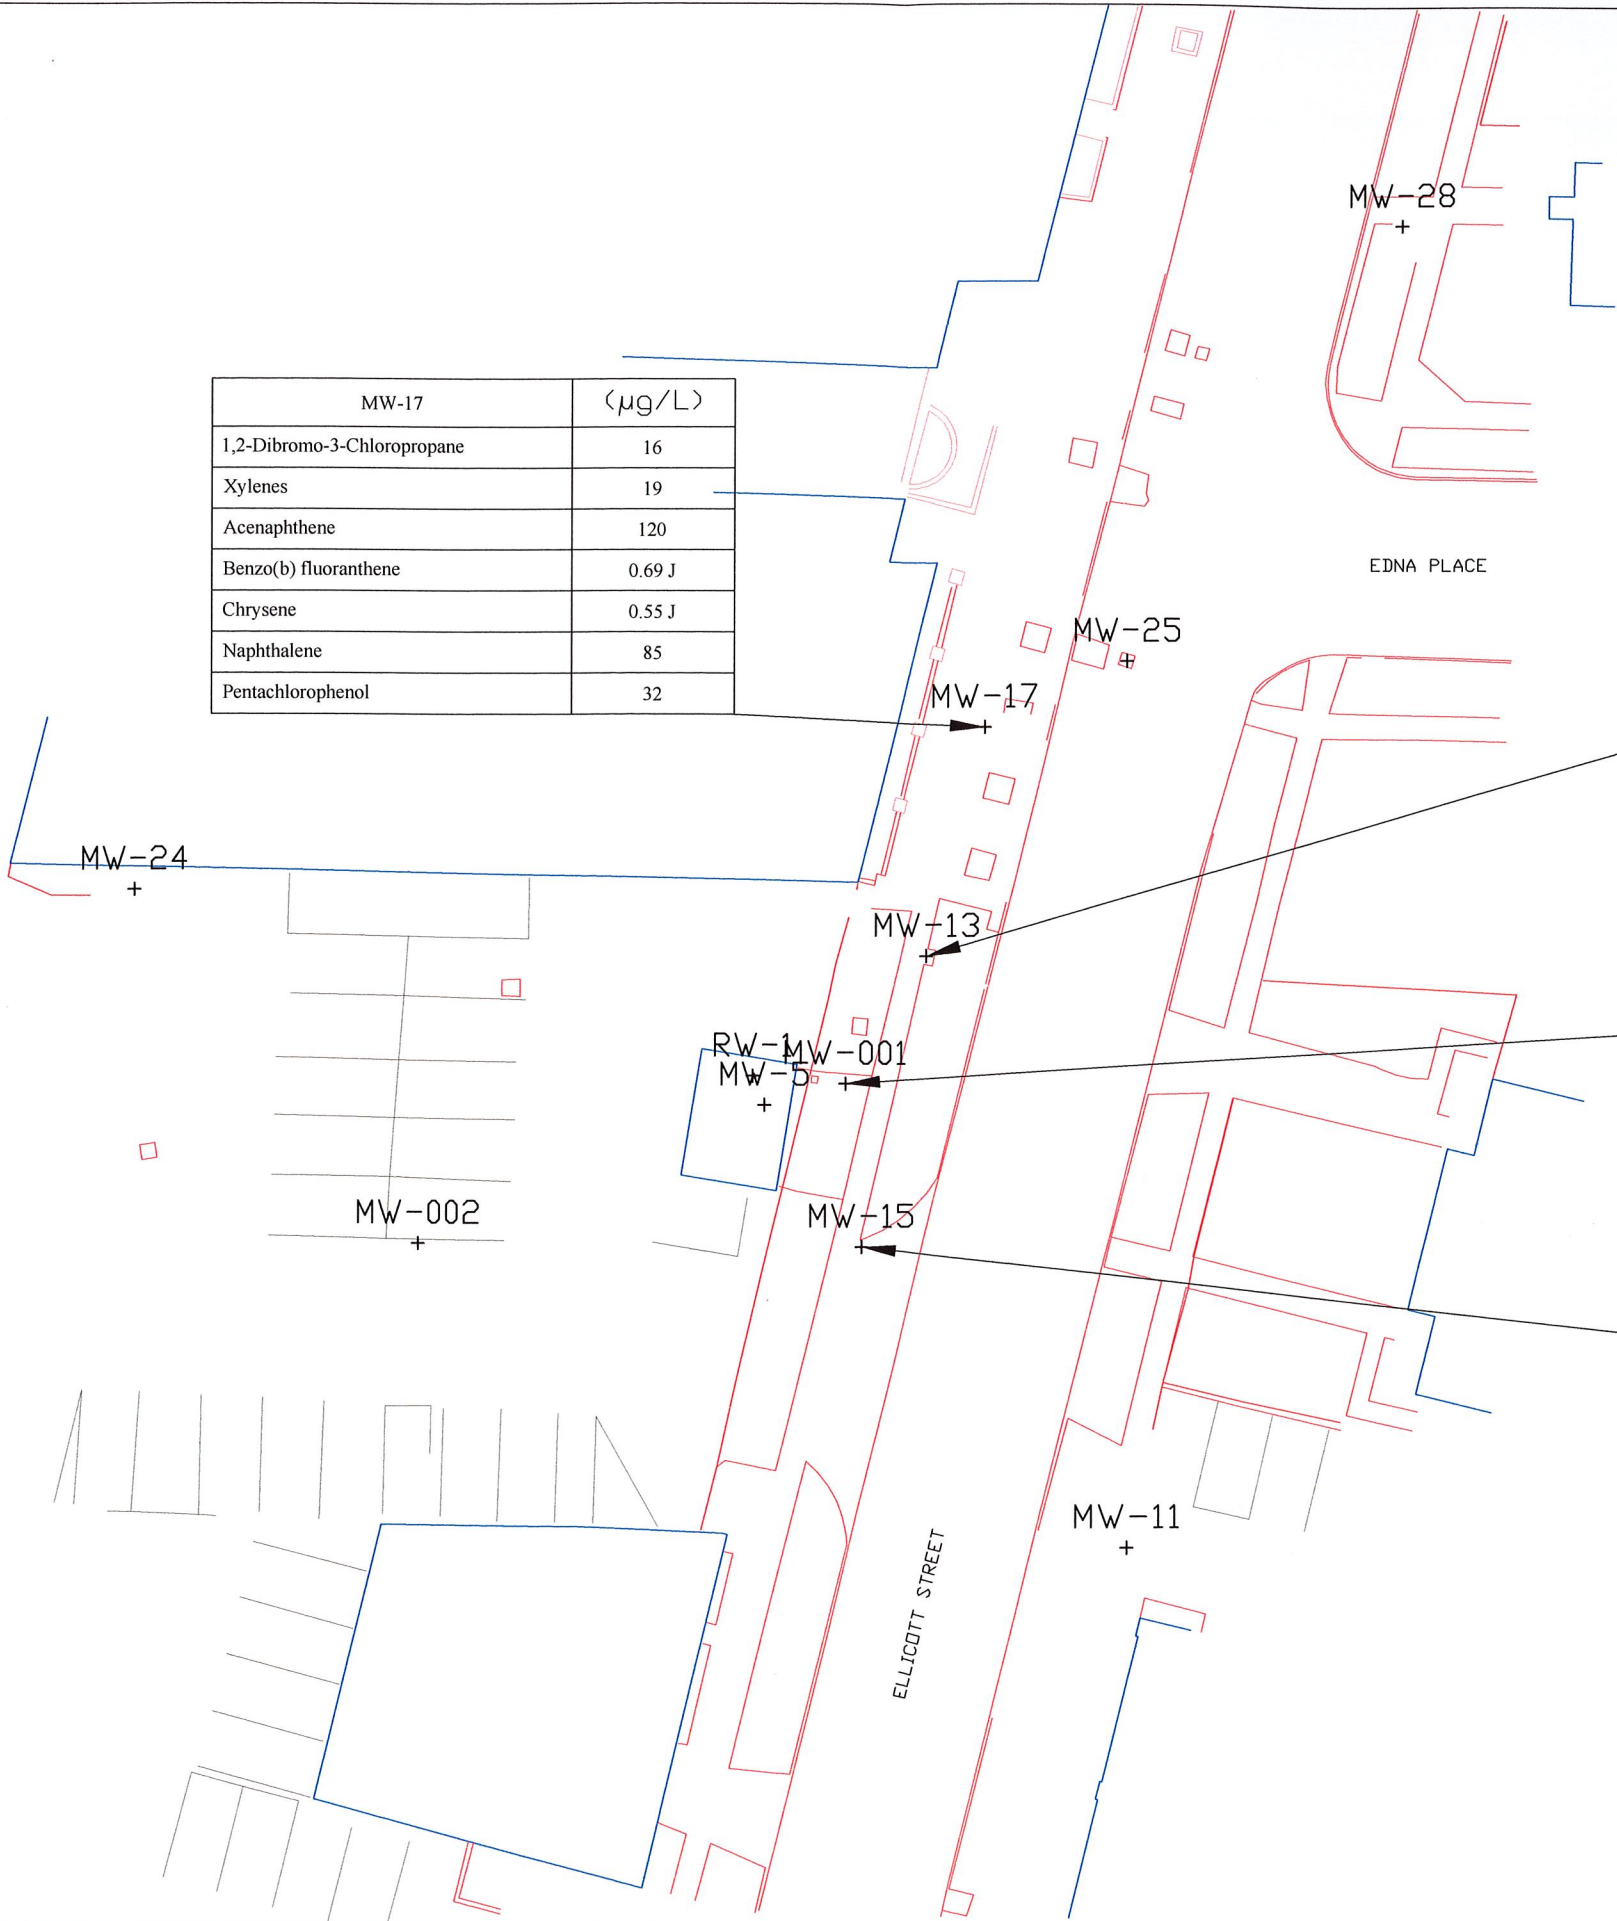 MW-28
MW-17 (µg/L)
1,2-Dibromo-3-Chloropropane 16
Xylenes 19
Acenaphthene 120
Benzo(b) fluoranthene 0.69 J
Chrysene 0.55 J
Naphthalene 85
Pentachlorophenol 32
EDNA PLACE
MW-25
MW-17
MW-24
MW-13
RW-1
MW-001
MW-5
MW-002
MW-15
MW-11
ELLICOTT STREET